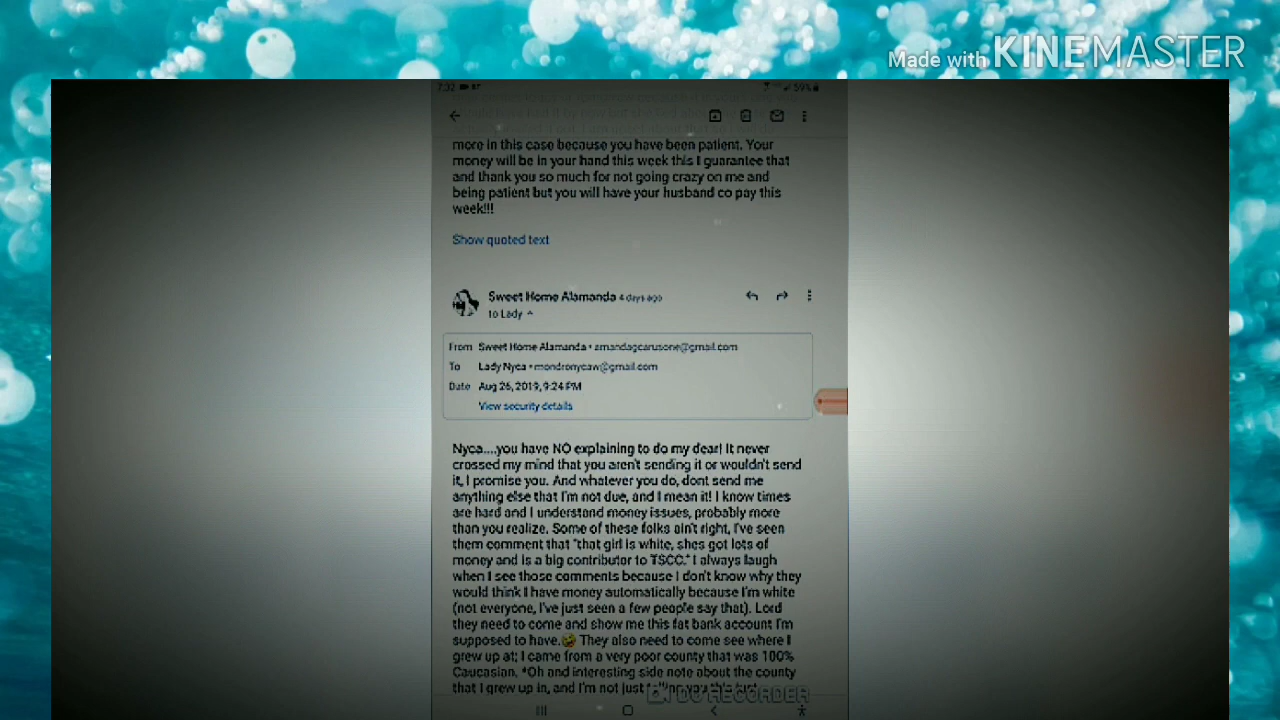 Made with KINEMASTER
7:32
59%
more in this case because you have been patient. Your
money will be in your hand this week this I guarantee that
and thank you so much for not going crazy on me and
being patient but you will have your husband co pay this
week!!!
Show quoted text
Sweet Home Alamanda 4 days ago
to Lady
From Sweet Home Alamanda • amandagcarusone@gmail.com
To Lady Nyca • mondronycaw@gmail.com
Date Aug 26, 2019, 9:24 PM
View security details
Nyca....you have NO explaining to do my dear! It never
crossed my mind that you aren't sending it or wouldn't send
it, I promise you. And whatever you do, dont send me
anything else that I'm not due, and I mean it! I know times
are hard and I understand money issues, probably more
than you realize. Some of these folks ain't right, I've seen
them comment that "that girl is white, shes got lots of
money and is a big contributor to TSCC." I always laugh
when I see those comments because I don't know why they
would think I have money automatically because I'm white
(not everyone, I've just seen a few people say that). Lord
they need to come and show me this fat bank account I'm
supposed to have.🤣 They also need to come see where I
grew up at; I came from a very poor county that was 100%
Caucasian. *Oh and interesting side note about the county
that I grew up in, and I'm not just telling you this just
DU RECORDER